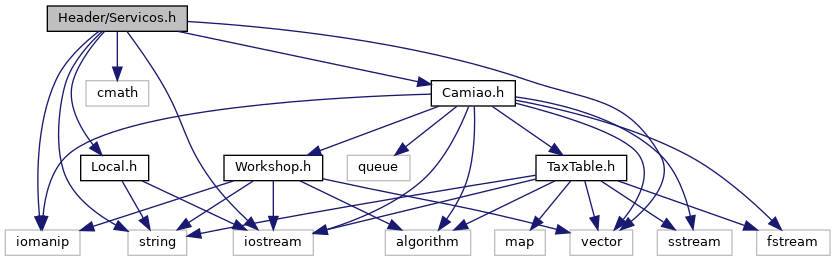 Header/Servicos.h
cmath
Camiao.h
Local.h
Workshop.h
queue
TaxTable.h
iomanip
string
iostream
algorithm
map
vector
sstream
fstream